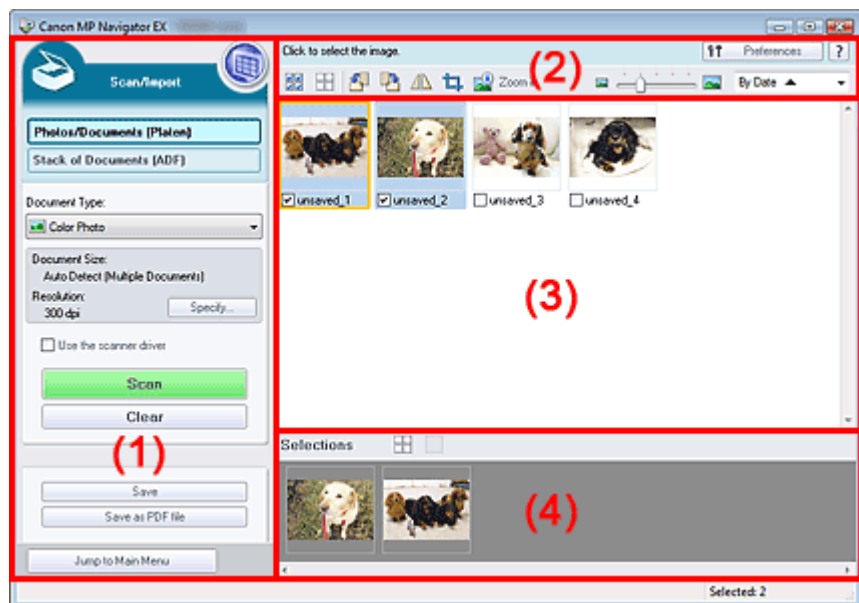 Canon MP Navigator EX
Scan/Import
Photos/Documents (Platen)
Stack of Documents (ADF)
Document Type:
Color Photo
Document Size:
Auto Detect (Multiple Documents)
Resolution:
300 dpi
Specify...
Use the scanner driver
Scan
Clear
(1)
Save
Save as PDF file
Jump to Main Menu
Click to select the image.
Preferences
?
Zoom
(2)
By Date
unsaved_1
unsaved_2
unsaved_3
unsaved_4
(3)
Selections
(4)
Selected: 2